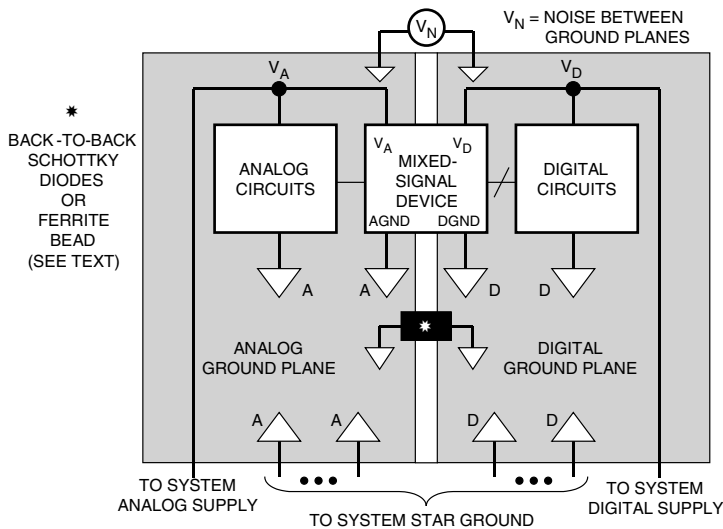 V_N = NOISE BETWEEN
GROUND PLANES
V_N
V_A
V_D
*
BACK-TO-BACK
SCHOTTKY
DIODES
OR
FERRITE
BEAD
(SEE TEXT)
ANALOG
CIRCUITS
V_A V_D
MIXED-
SIGNAL
DEVICE
AGND DGND
DIGITAL
CIRCUITS
A A D D
*
ANALOG
GROUND PLANE
DIGITAL
GROUND PLANE
A A D D
TO SYSTEM
ANALOG SUPPLY
TO SYSTEM STAR GROUND
TO SYSTEM
DIGITAL SUPPLY